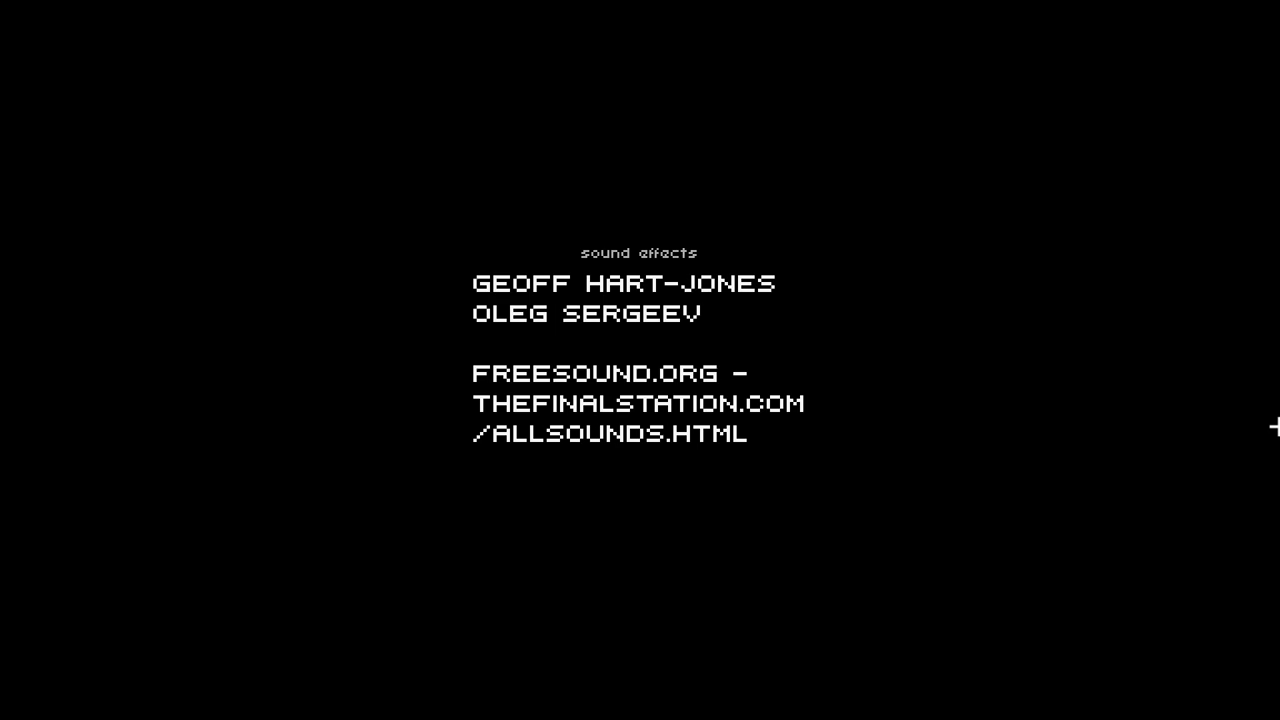 sound effects
GEOFF HART-JONES
OLEG SERGEEV
FREESOUND.ORG -
THEFINALSTATION.COM
/ALLSOUNDS.HTML